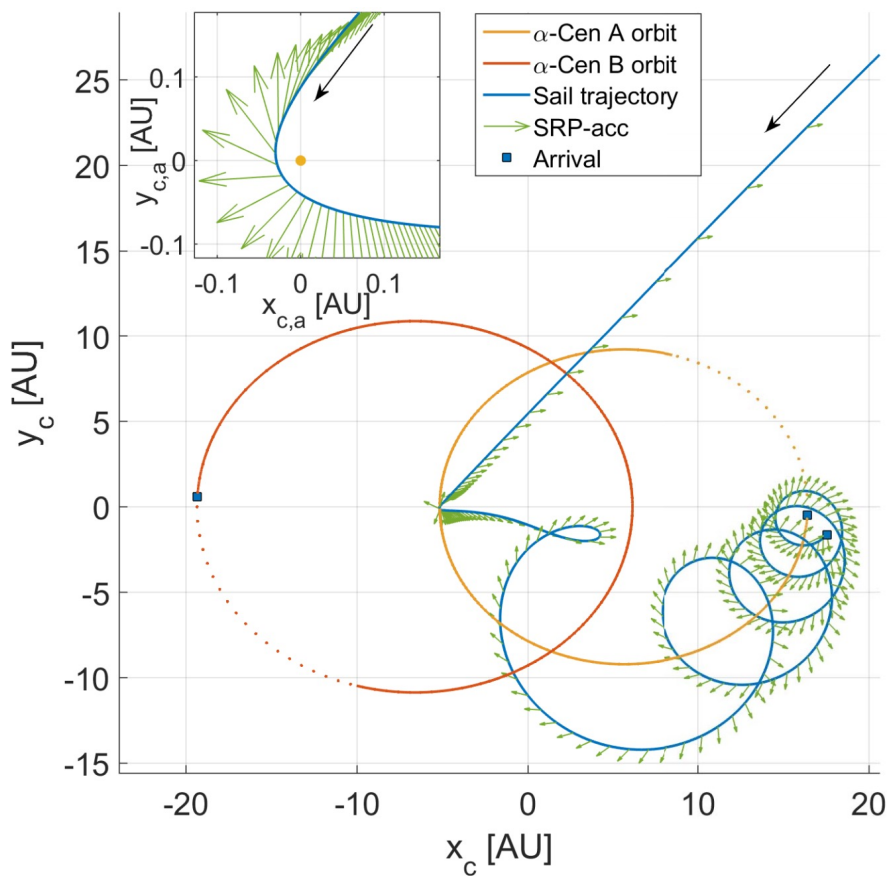 α-Cen A orbit
α-Cen B orbit
Sail trajectory
SRP-acc
Arrival
0.1
0
-0.1
y_c,a [AU]
-0.1
0
0.1
x_c,a [AU]
25
20
15
10
5
0
-5
-10
-15
y_c [AU]
-20
-10
0
10
20
x_c [AU]